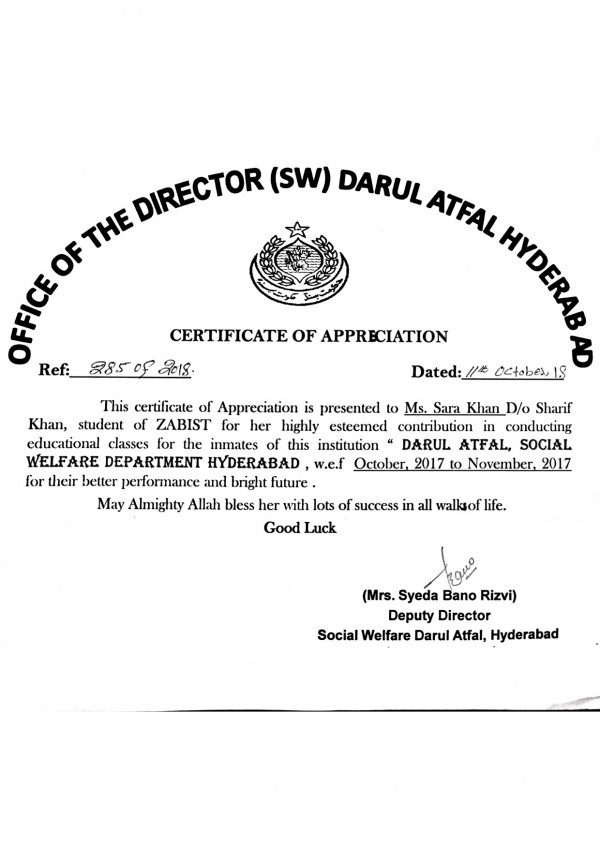 OFFICE OF THE DIRECTOR (SW) DARUL ATFAL HYDERABAD
CERTIFICATE OF APPRECIATION
Ref: 285 of 2018. Dated: 11th October, 18
This certificate of Appreciation is presented to Ms. Sara Khan D/o Sharif
Khan, student of ZABIST for her highly esteemed contribution in conducting
educational classes for the inmates of this institution “ DARUL ATFAL, SOCIAL
WELFARE DEPARTMENT HYDERABAD , w.e.f October, 2017 to November, 2017
for their better performance and bright future .
May Almighty Allah bless her with lots of success in all walks of life.
Good Luck
Bano
(Mrs. Syeda Bano Rizvi)
Deputy Director
Social Welfare Darul Atfal, Hyderabad